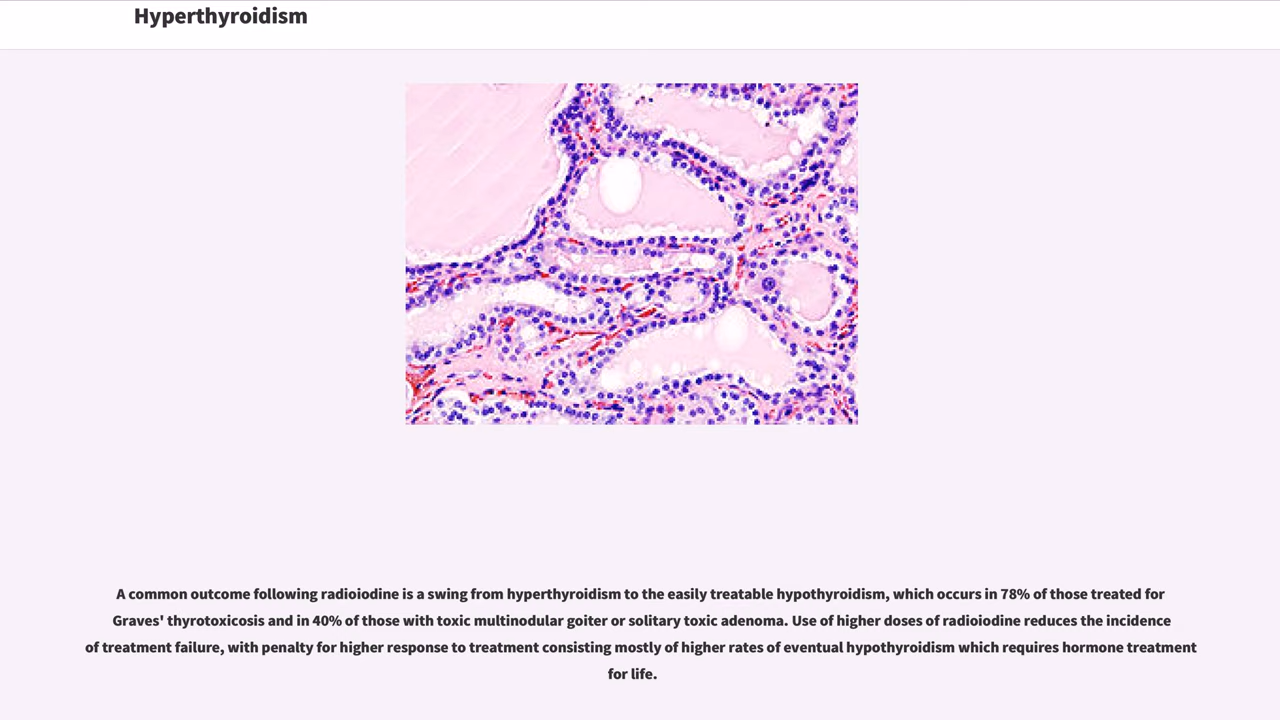 Hyperthyroidism
A common outcome following radioiodine is a swing from hyperthyroidism to the easily treatable hypothyroidism, which occurs in 78% of those treated for
Graves' thyrotoxicosis and in 40% of those with toxic multinodular goiter or solitary toxic adenoma. Use of higher doses of radioiodine reduces the incidence
of treatment failure, with penalty for higher response to treatment consisting mostly of higher rates of eventual hypothyroidism which requires hormone treatment
for life.